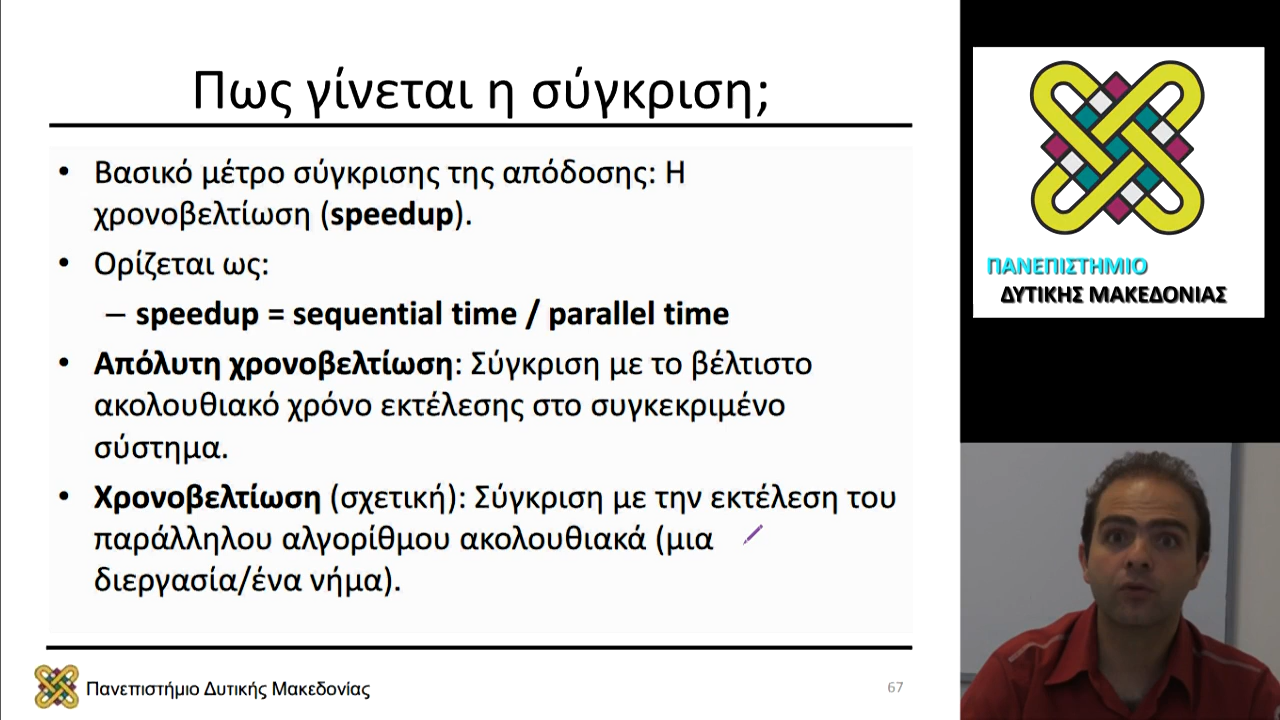 Πως γίνεται η σύγκριση;
• Βασικό μέτρο σύγκρισης της απόδοσης: Η
χρονοβελτίωση (speedup).
• Ορίζεται ως:
– speedup = sequential time / parallel time
• Απόλυτη χρονοβελτίωση: Σύγκριση με το βέλτιστο
ακολουθιακό χρόνο εκτέλεσης στο συγκεκριμένο
σύστημα.
• Χρονοβελτίωση (σχετική): Σύγκριση με την εκτέλεση του
παράλληλου αλγορίθμου ακολουθιακά (μια
διεργασία/ένα νήμα).
Πανεπιστήμιο Δυτικής Μακεδονίας
67
ΠΑΝΕΠΙΣΤΗΜΙΟ
ΔΥΤΙΚΗΣ ΜΑΚΕΔΟΝΙΑΣ